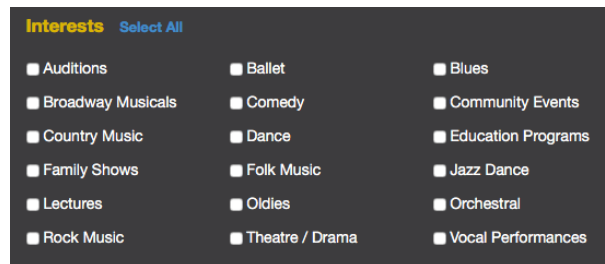 Interests Select All
Auditions Ballet Blues
Broadway Musicals Comedy Community Events
Country Music Dance Education Programs
Family Shows Folk Music Jazz Dance
Lectures Oldies Orchestral
Rock Music Theatre / Drama Vocal Performances